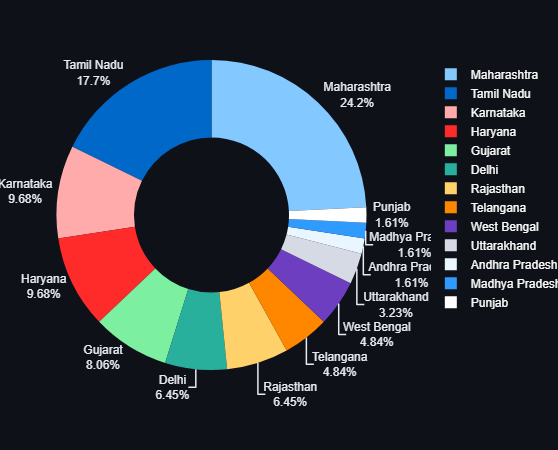 Tamil Nadu
17.7%
Maharashtra
24.2%
Karnataka
9.68%
Haryana
9.68%
Gujarat
8.06%
Delhi
6.45%
Rajasthan
6.45%
Telangana
4.84%
West Bengal
4.84%
Uttarakhand
3.23%
Andhra Prad
1.61%
Madhya Pra
1.61%
Punjab
1.61%
Maharashtra
Tamil Nadu
Karnataka
Haryana
Gujarat
Delhi
Rajasthan
Telangana
West Bengal
Uttarakhand
Andhra Pradesh
Madhya Pradesh
Punjab